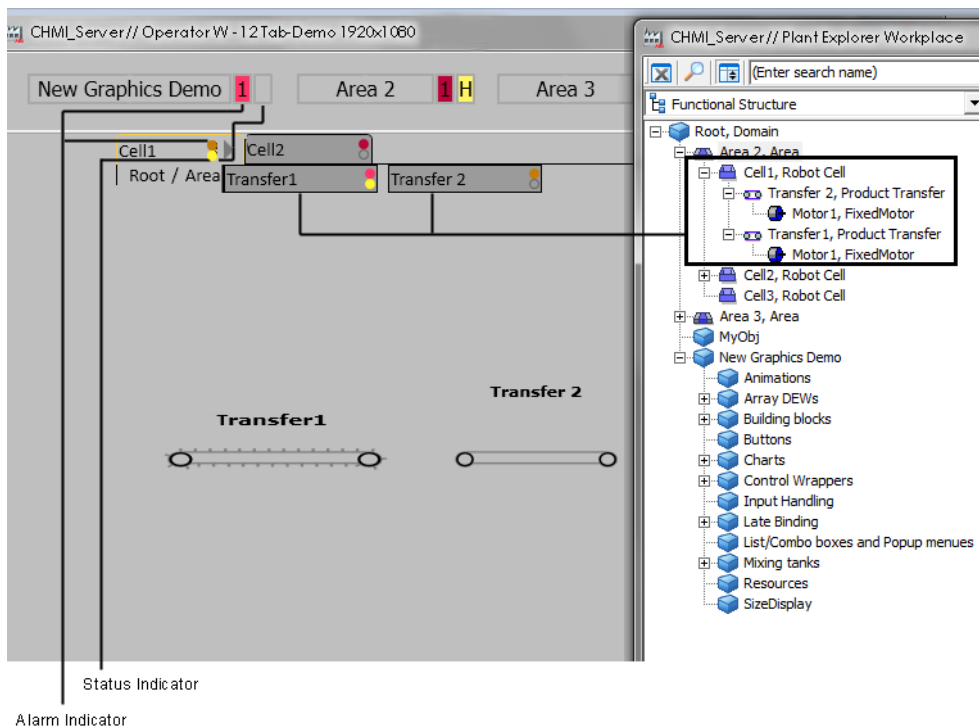 CHMI_Server// Operator W - 12 Tab-Demo 1920x1080
New Graphics Demo 1
Area 2 1 H
Area 3
Cell1
Cell2
Root / Area
Transfer1
Transfer 2
Transfer1
Transfer 2
Status Indicator
Alarm Indicator
CHMI_Server// Plant Explorer Workplace
(Enter search name)
Functional Structure
Root, Domain
Area 2, Area
Cell1, Robot Cell
Transfer 2, Product Transfer
Motor1, FixedMotor
Transfer1, Product Transfer
Motor1, FixedMotor
Cell2, Robot Cell
Cell3, Robot Cell
Area 3, Area
MyObj
New Graphics Demo
Animations
Array DEWs
Building blocks
Buttons
Charts
Control Wrappers
Input Handling
Late Binding
List/Combo boxes and Popup menues
Mixing tanks
Resources
SizeDisplay